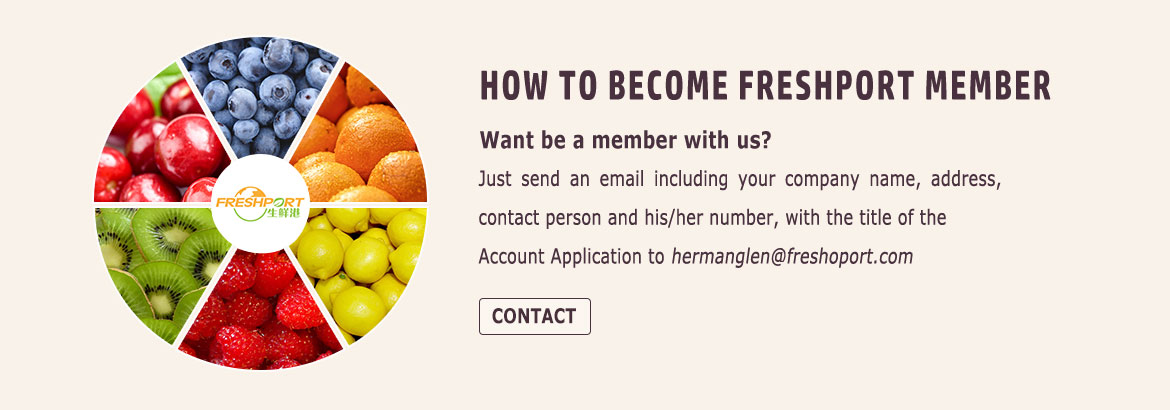 FRESHPORT
生鲜港
HOW TO BECOME FRESHPORT MEMBER
Want be a member with us?
Just send an email including your company name, address,
contact person and his/her number, with the title of the
Account Application to hermanglen@freshoport.com
CONTACT